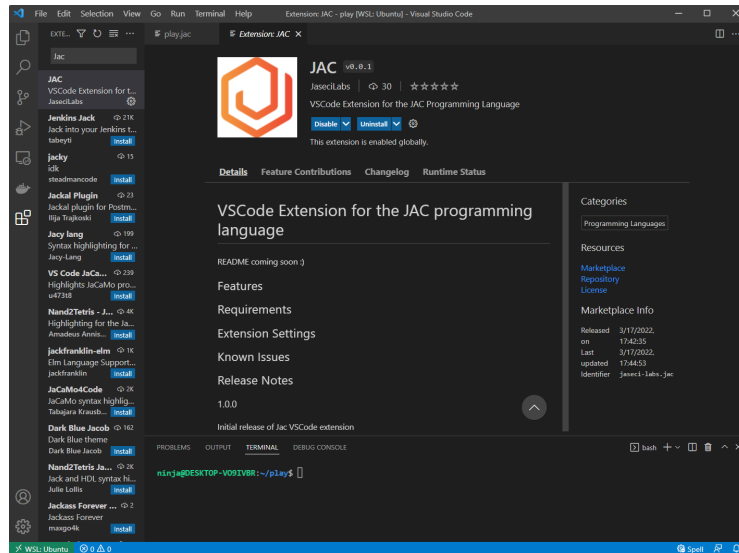 File Edit Selection View Go Run Terminal Help Extension: JAC - play [WSL: Ubuntu] - Visual Studio Code
EXTE...
play.jac
Extension: JAC
Jac
JAC
VSCode Extension for t...
JaseciLabs
Jenkins Jack 21K
Jack into your Jenkins t...
tabeyti Install
jacky 15
idk
steadmancode Install
Jackal Plugin 23
Jackal plugin for Postm...
Ilija Trajkoski Install
Jacy lang 199
Syntax highlighting for ...
Jacy-Lang Install
VS Code JaCa... 239
Highlights JaCaMo pro...
u473t8 Install
Nand2Tetris - J... 4K
Highlighting for the Ja...
Amadeus Annis... Install
jackfranklin-elm 1K
Elm Language Support...
jackfranklin Install
JaCaMo4Code 2K
JaCaMo syntax highlig...
Tabajara Krausb... Install
Dark Blue Jacob 162
Dark Blue theme
Dark Blue Jacob Install
Nand2Tetris Ja... 2K
Jack and HDL syntax hi...
Julie Lollis Install
Jackass Forever ... 2
Jackass Forever
maxgo4k Install
JAC v0.0.1
JaseciLabs 30
VSCode Extension for the JAC Programming Language
Disable Uninstall
This extension is enabled globally.
Details Feature Contributions Changelog Runtime Status
VSCode Extension for the JAC programming
language
README coming soon :)
Features
Requirements
Extension Settings
Known Issues
Release Notes
1.0.0
Initial release of Jac VSCode extension
Categories
Programming Languages
Resources
Marketplace
Repository
License
Marketplace Info
Released 3/17/2022,
on 17:42:35
Last 3/17/2022,
updated 17:44:53
Identifier jaseci-labs.jac
PROBLEMS OUTPUT TERMINAL DEBUG CONSOLE
bash
ninja@DESKTOP-VO9IVBR:~/play$
WSL: Ubuntu 0 0
Spell